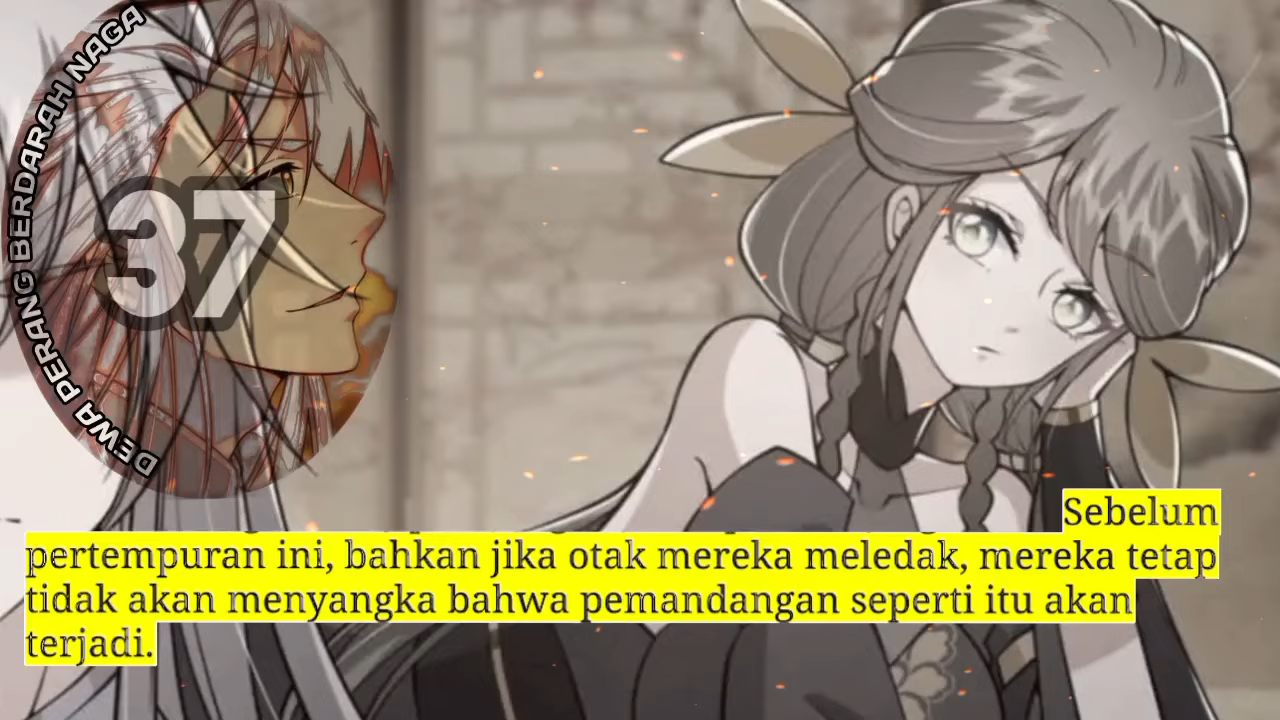 DEWA PERANG BERDARAH NAGA
37
Sebelum
pertempuran ini, bahkan jika otak mereka meledak, mereka tetap
tidak akan menyangka bahwa pemandangan seperti itu akan
terjadi.